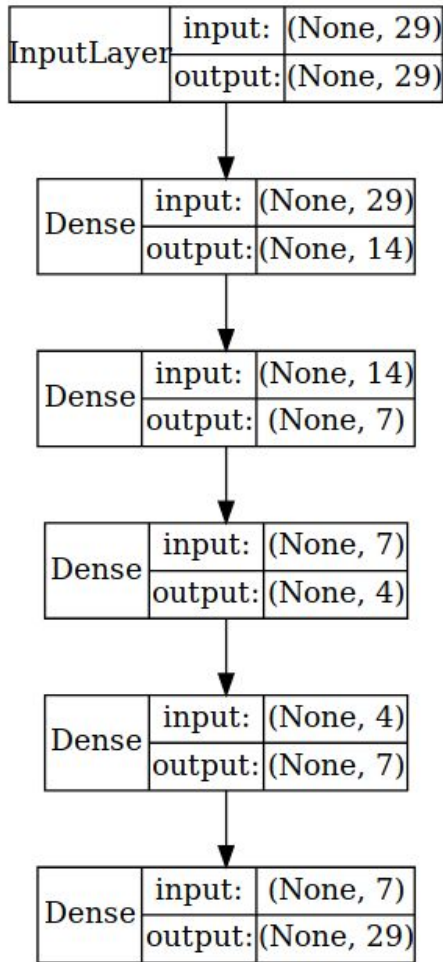 InputLayer
input: (None, 29)
output: (None, 29)
Dense
input: (None, 29)
output: (None, 14)
Dense
input: (None, 14)
output: (None, 7)
Dense
input: (None, 7)
output: (None, 4)
Dense
input: (None, 4)
output: (None, 7)
Dense
input: (None, 7)
output: (None, 29)